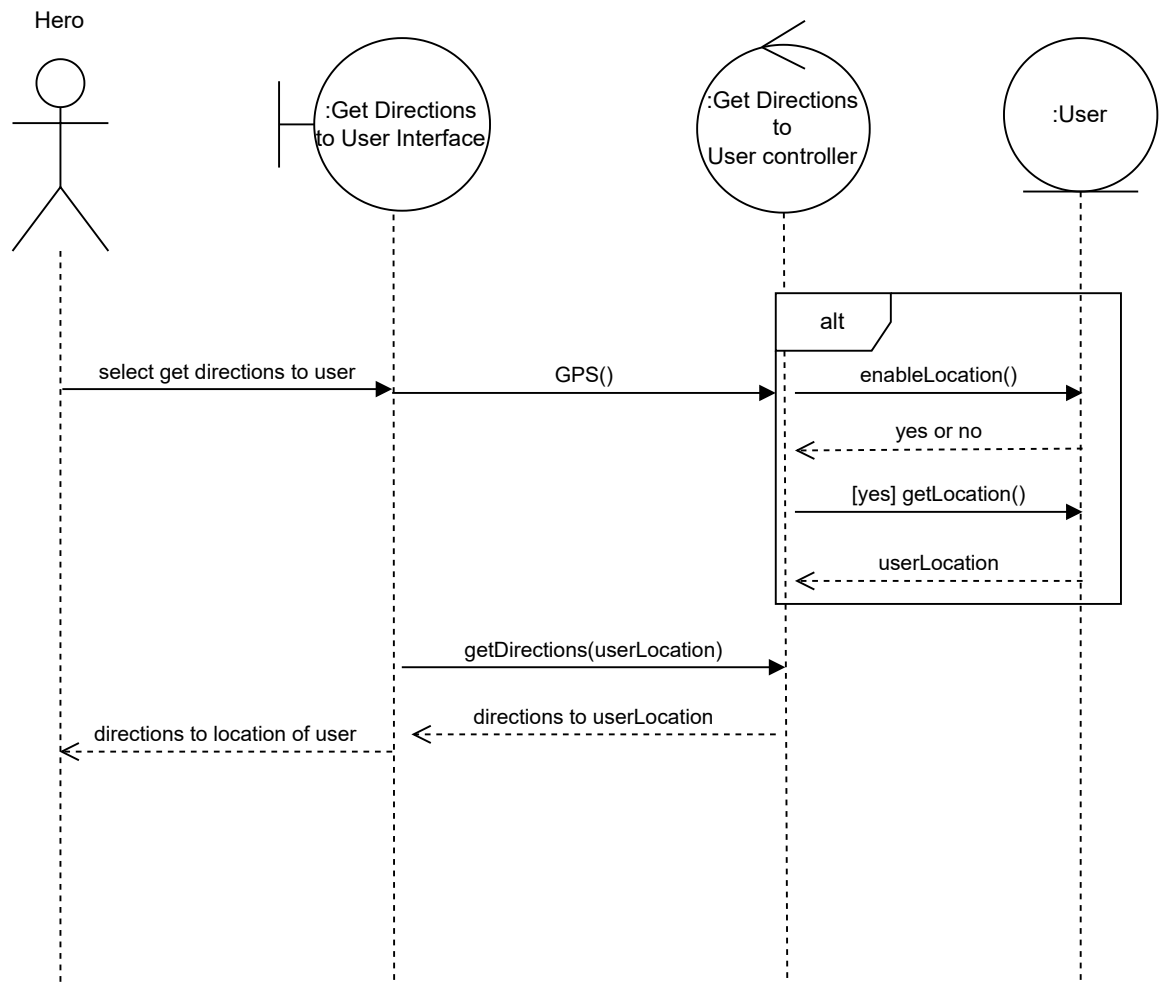 Hero
:Get Directions
to User Interface
:Get Directions
to
User controller
:User
alt
select get directions to user
GPS()
enableLocation()
yes or no
[yes] getLocation()
userLocation
getDirections(userLocation)
directions to userLocation
directions to location of user